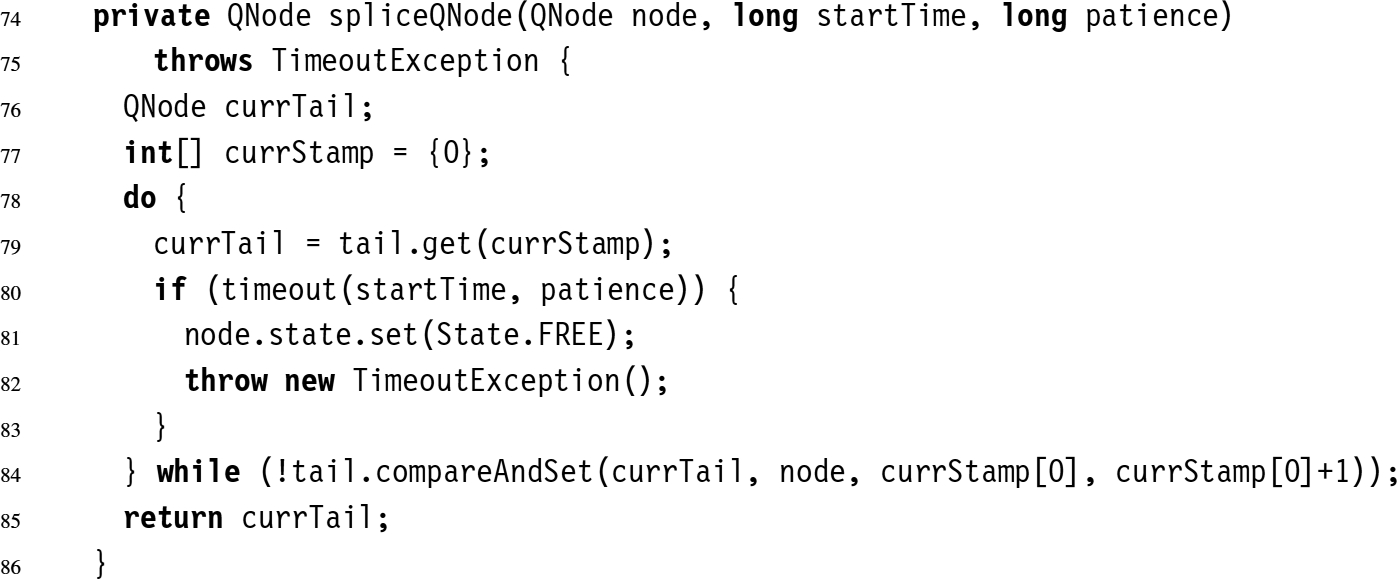 74 private QNode spliceQNode(QNode node, long startTime, long patience)
75 throws TimeoutException {
76 QNode currTail;
77 int[] currStamp = {0};
78 do {
79 currTail = tail.get(currStamp);
80 if (timeout(startTime, patience)) {
81 node.state.set(State.FREE);
82 throw new TimeoutException();
83 }
84 } while (!tail.compareAndSet(currTail, node, currStamp[0], currStamp[0]+1));
85 return currTail;
86 }